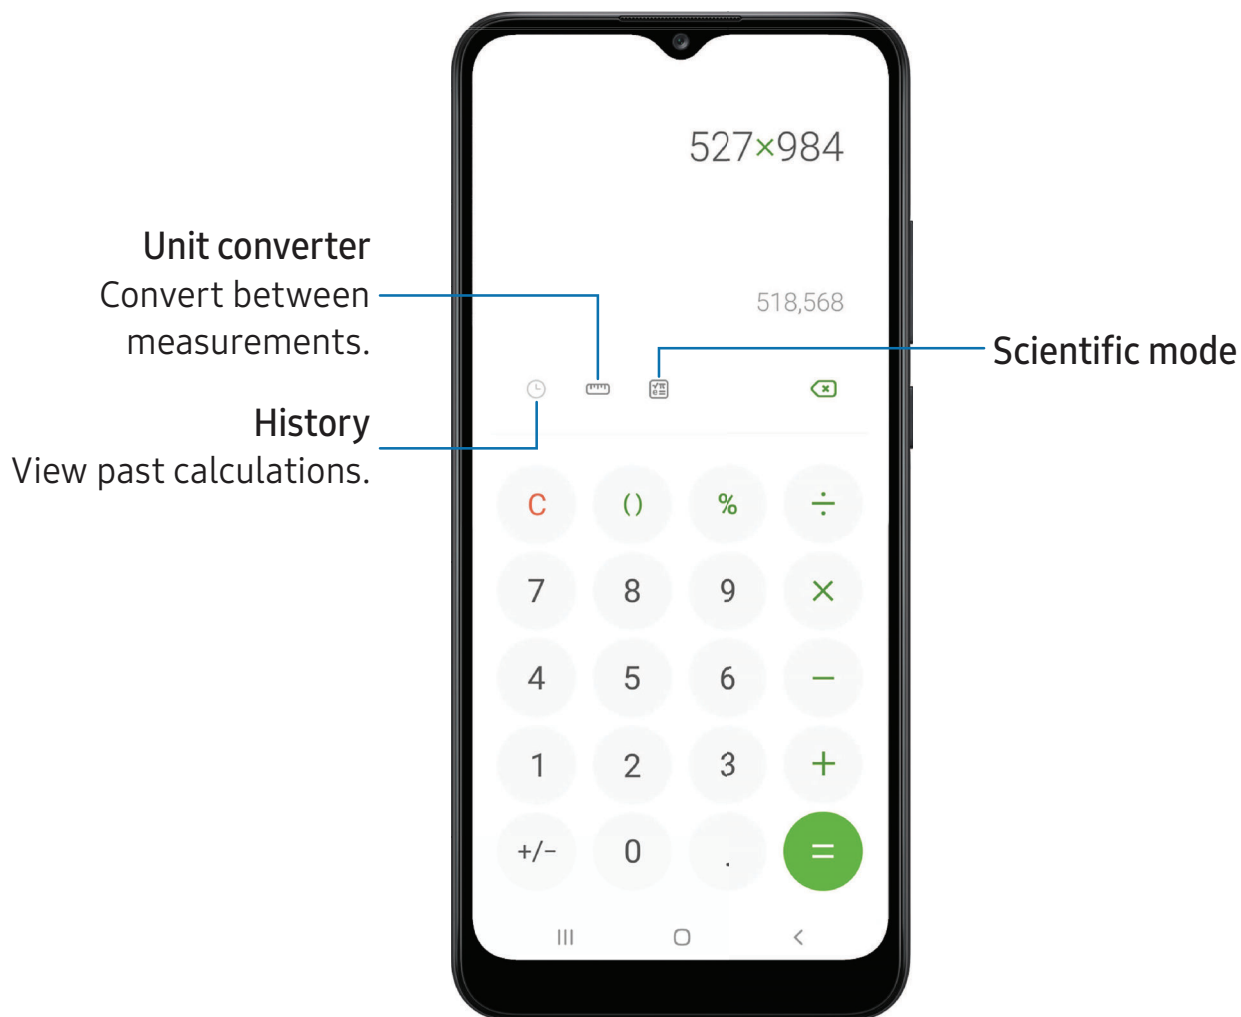 527×984
Unit converter
Convert between
measurements.
518,568
Scientific mode
√π
e=
History
View past calculations.
C ( ) % ÷
7 8 9 ×
4 5 6 −
1 2 3 +
+/− 0 . =